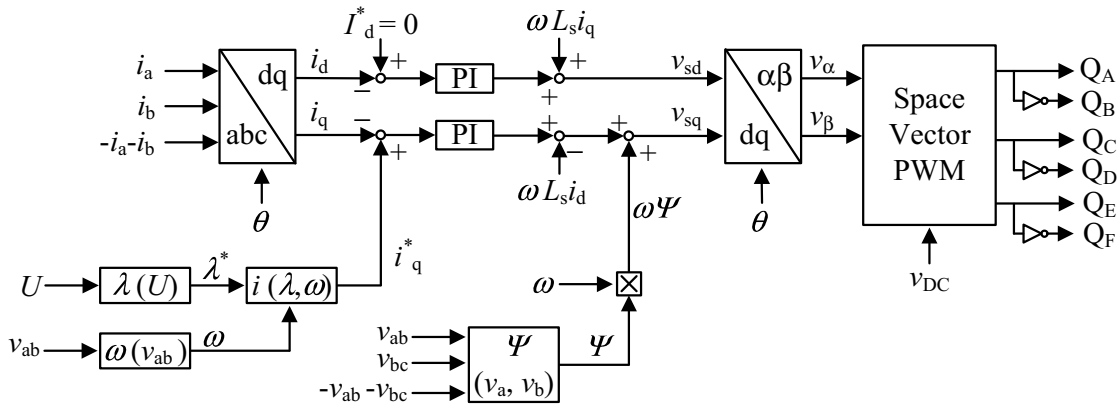 I*d = 0
ωLsiq
ia
ib
-ia-ib
dq
abc
θ
id
iq
−
+
−
+
PI
PI
+
+
+
−
+
+
ωLsid
vsd
vsq
αβ
dq
θ
vα
vβ
Space
Vector
PWM
vDC
QA
QB
QC
QD
QE
QF
U
λ(U)
λ*
i(λ,ω)
i*q
vab
ω(vab)
ω
ω
ωΨ
vab
vbc
-vab -vbc
Ψ
(va, vb)
Ψ